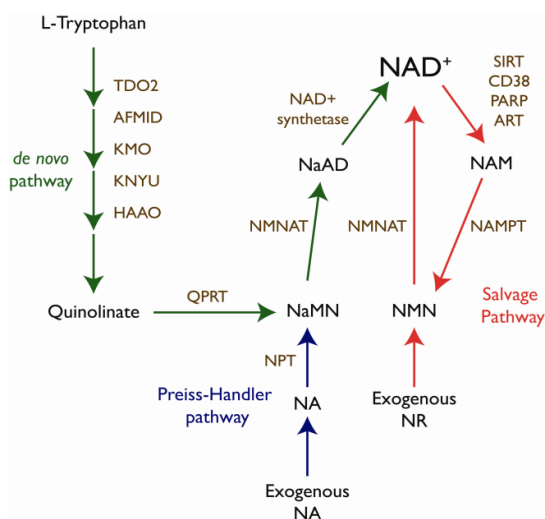 L-Tryptophan
TDO2
AFMID
KMO
KNYU
HAAO
de novo
pathway
Quinolinate
QPRT
NaMN
NMNAT
NaAD
NAD+
synthetase
NAD+
SIRT
CD38
PARP
ART
NAM
NAMPT
NMNAT
NMN
Salvage
Pathway
Exogenous
NR
NPT
Preiss-Handler
pathway
NA
Exogenous
NA